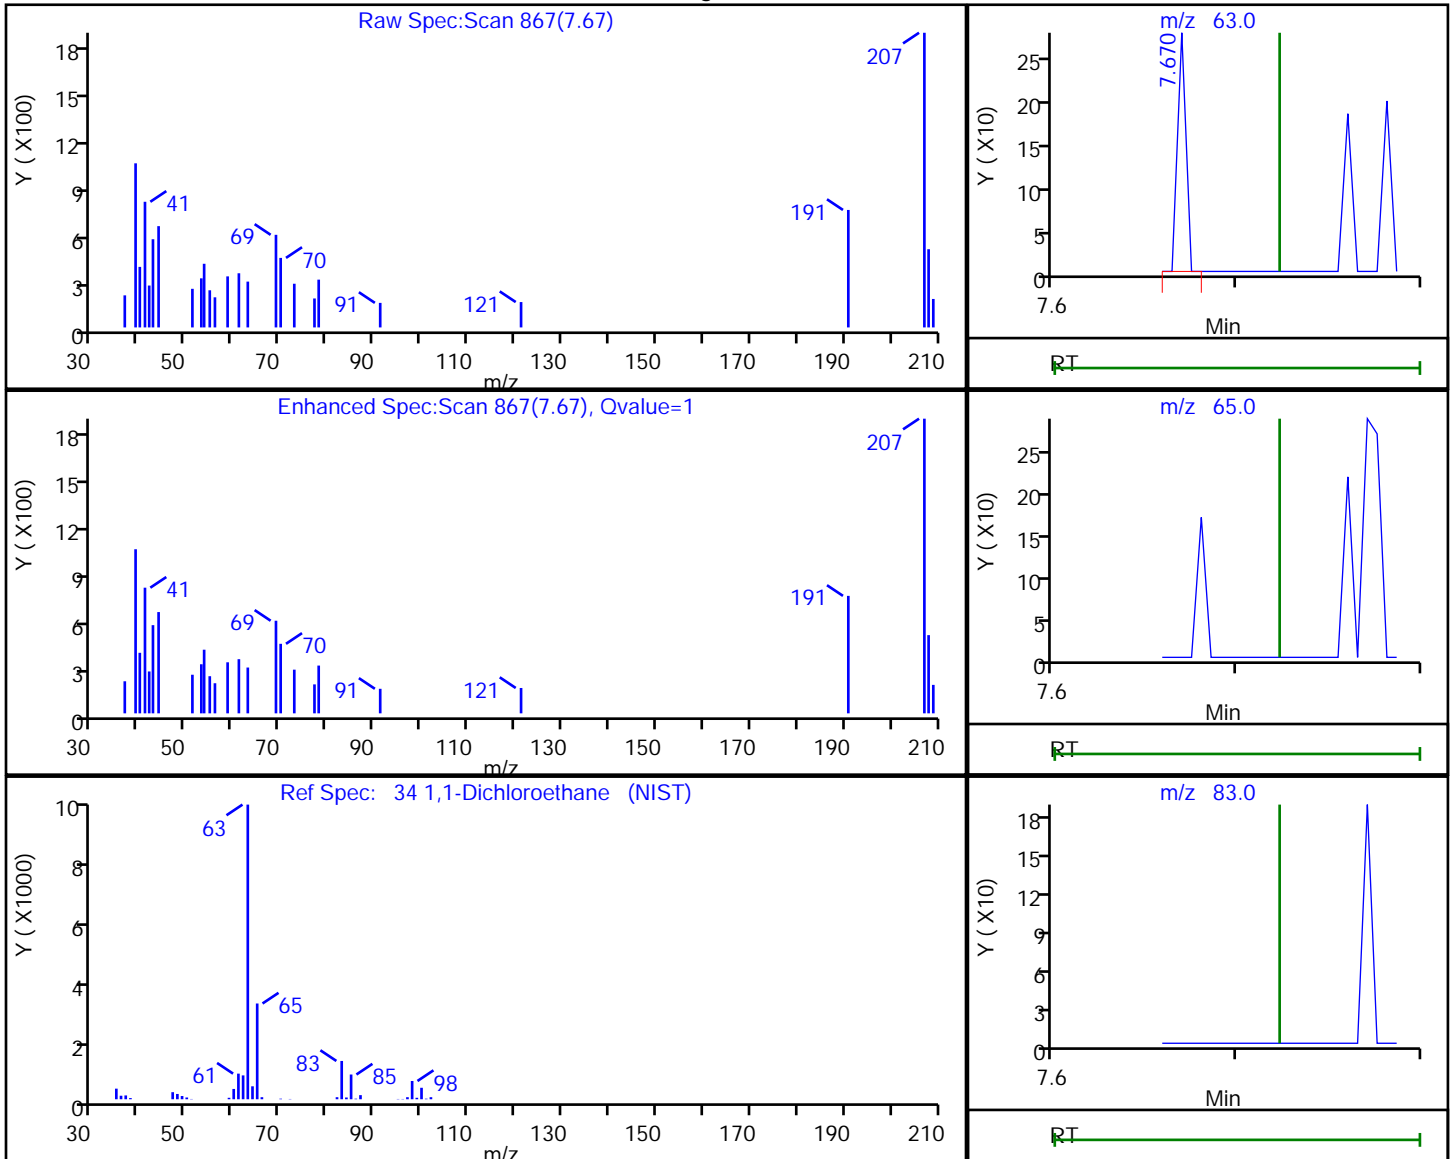 Raw Spec:Scan 867(7.67)
Y ( X100)
18
15
12
9
6
3
0
207
191
41
69
70
91
121
30 50 70 90 110 130 150 170 190 210
m/z
m/z 63.0
Y ( X10)
25
20
15
10
5
0
7.670
7.6
Min
RT
Enhanced Spec:Scan 867(7.67), Qvalue=1
Y ( X100)
18
15
12
9
6
3
0
207
191
41
69
70
91
121
30 50 70 90 110 130 150 170 190 210
m/z
m/z 65.0
Y ( X10)
25
20
15
10
5
0
7.6
Min
RT
Ref Spec: 34 1,1-Dichloroethane (NIST)
Y ( X1000)
10
8
6
4
2
0
63
65
61
83
85
98
30 50 70 90 110 130 150 170 190 210
m/z
m/z 83.0
Y ( X10)
18
15
12
9
6
3
0
7.6
Min
RT